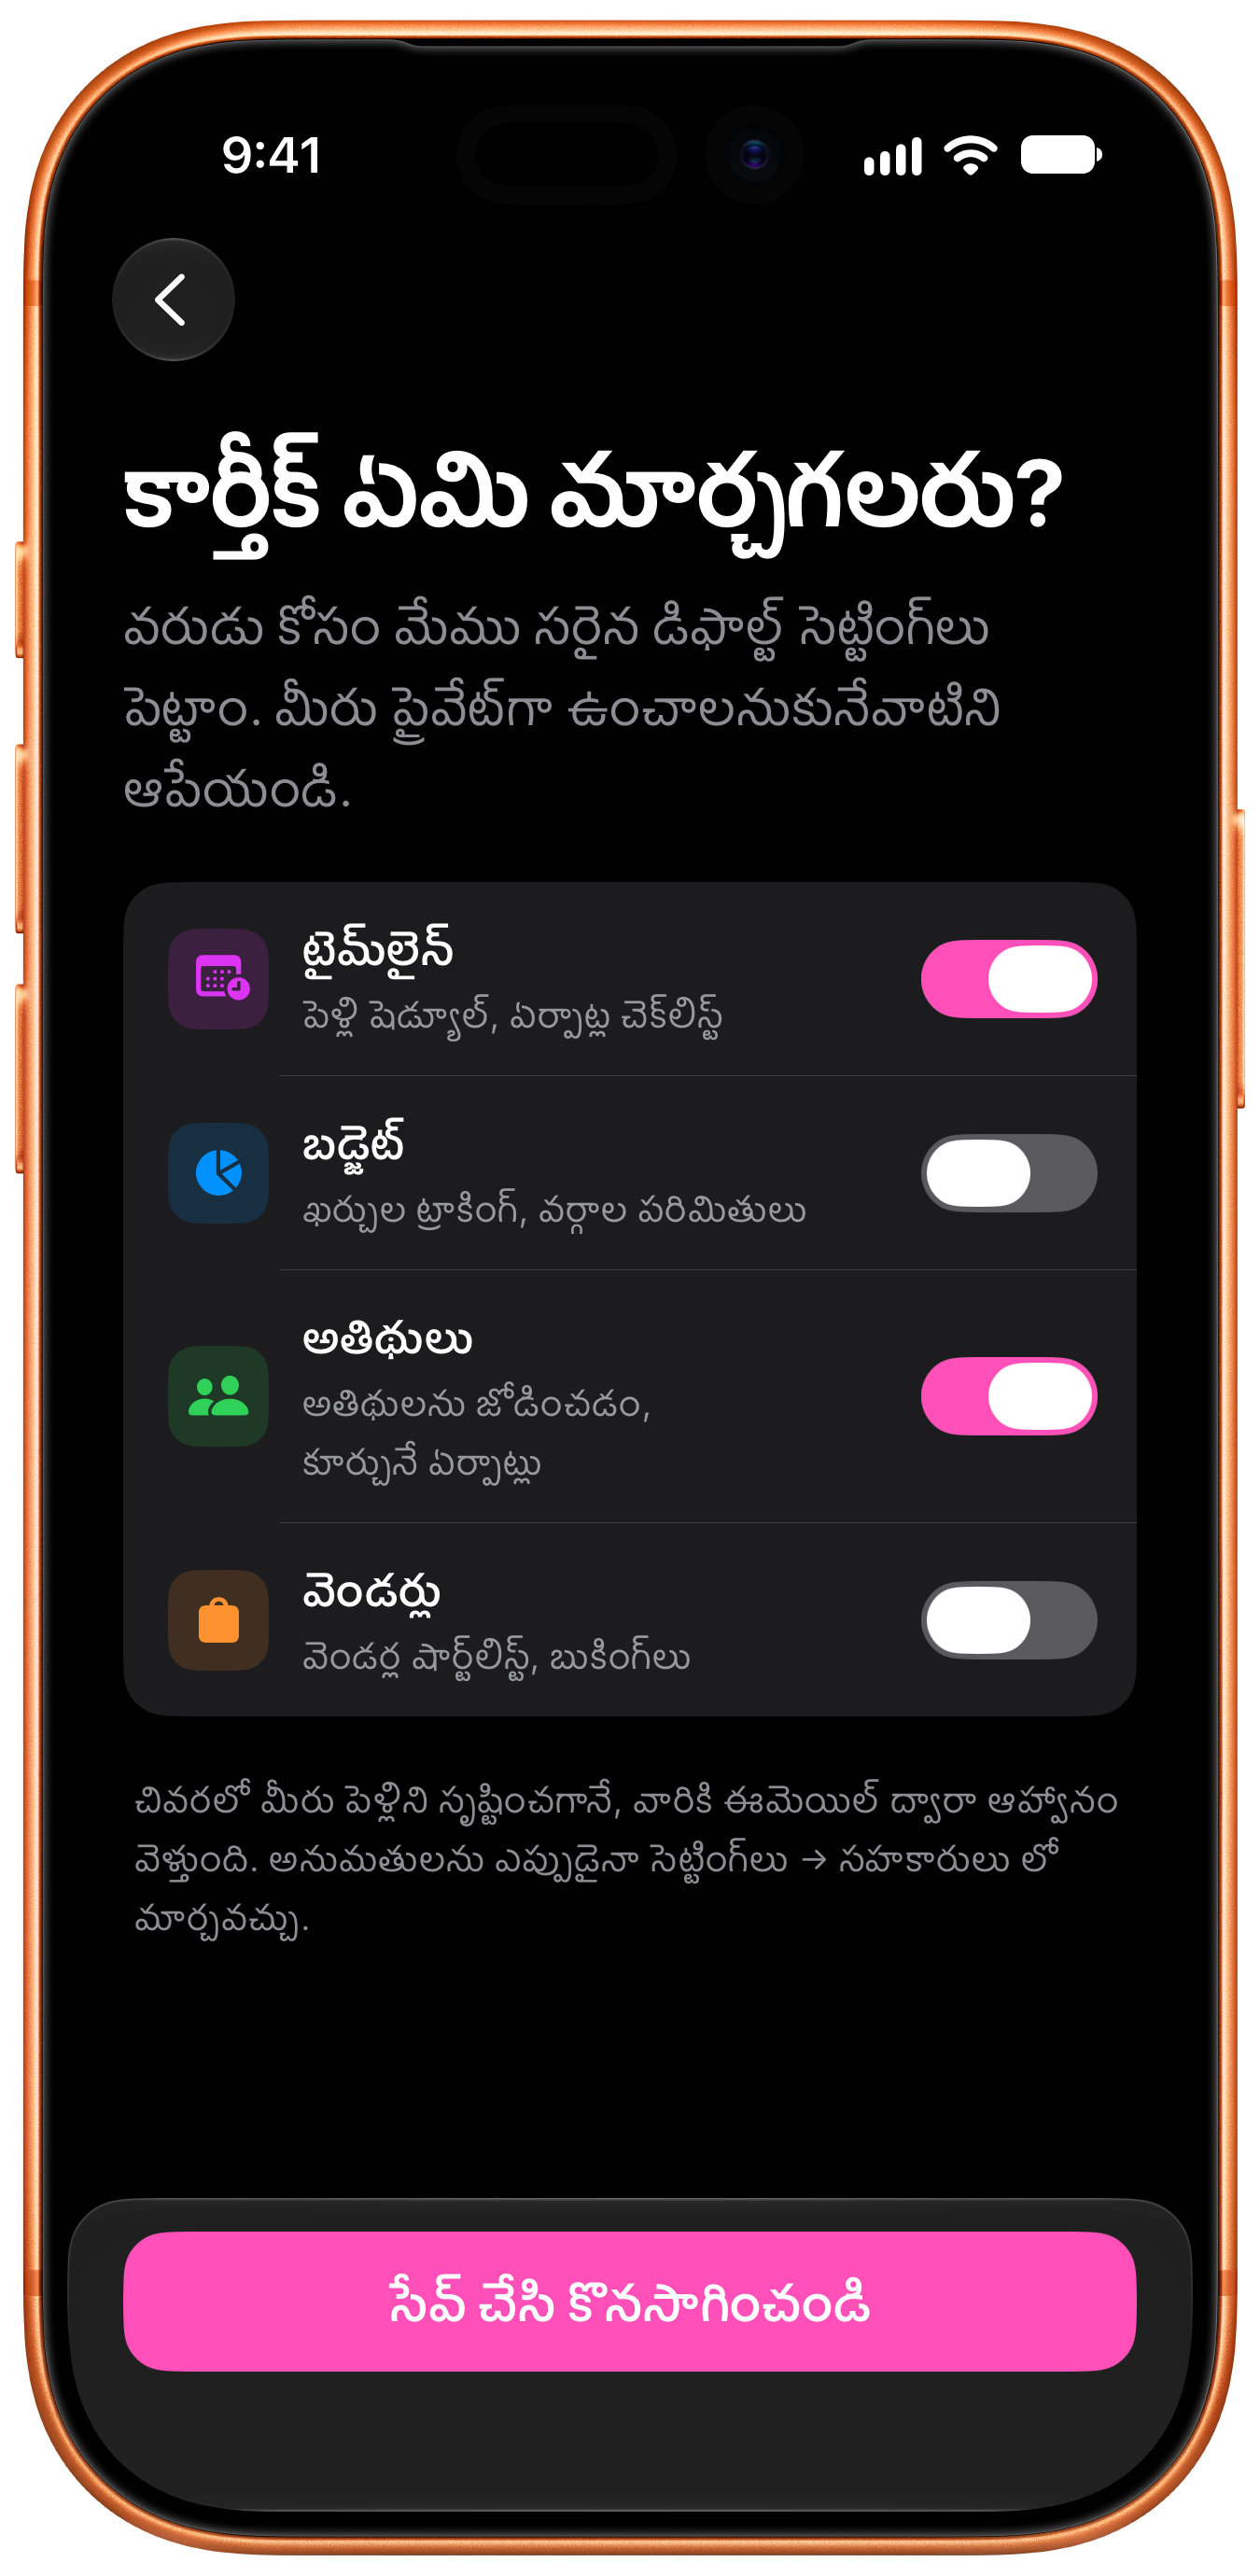 9:41
కార్తీక్ ఏమి మార్చగలరు?
వరుడు కోసం మేము సరైన డిఫాల్ట్ సెట్టింగ్‌లు
పెట్టాం. మీరు ప్రైవేట్‌గా ఉంచాలనుకునేవాటిని
ఆపేయండి.
టైమ్‌లైన్
పెళ్లి షెడ్యూల్, ఏర్పాట్ల చెక్‌లిస్ట్
బడ్జెట్
ఖర్చుల ట్రాకింగ్, వర్గాల పరిమితులు
అతిథులు
అతిథులను జోడించడం,
కూర్చునే ఏర్పాట్లు
వెండర్లు
వెండర్ల షార్ట్‌లిస్ట్, బుకింగ్‌లు
చివరలో మీరు పెళ్లిని సృష్టించగానే, వారికి ఈమెయిల్ ద్వారా ఆహ్వానం
వెళ్తుంది. అనుమతులను ఎప్పుడైనా సెట్టింగ్‌లు → సహకారులు లో
మార్చవచ్చు.
సేవ్ చేసి కొనసాగించండి